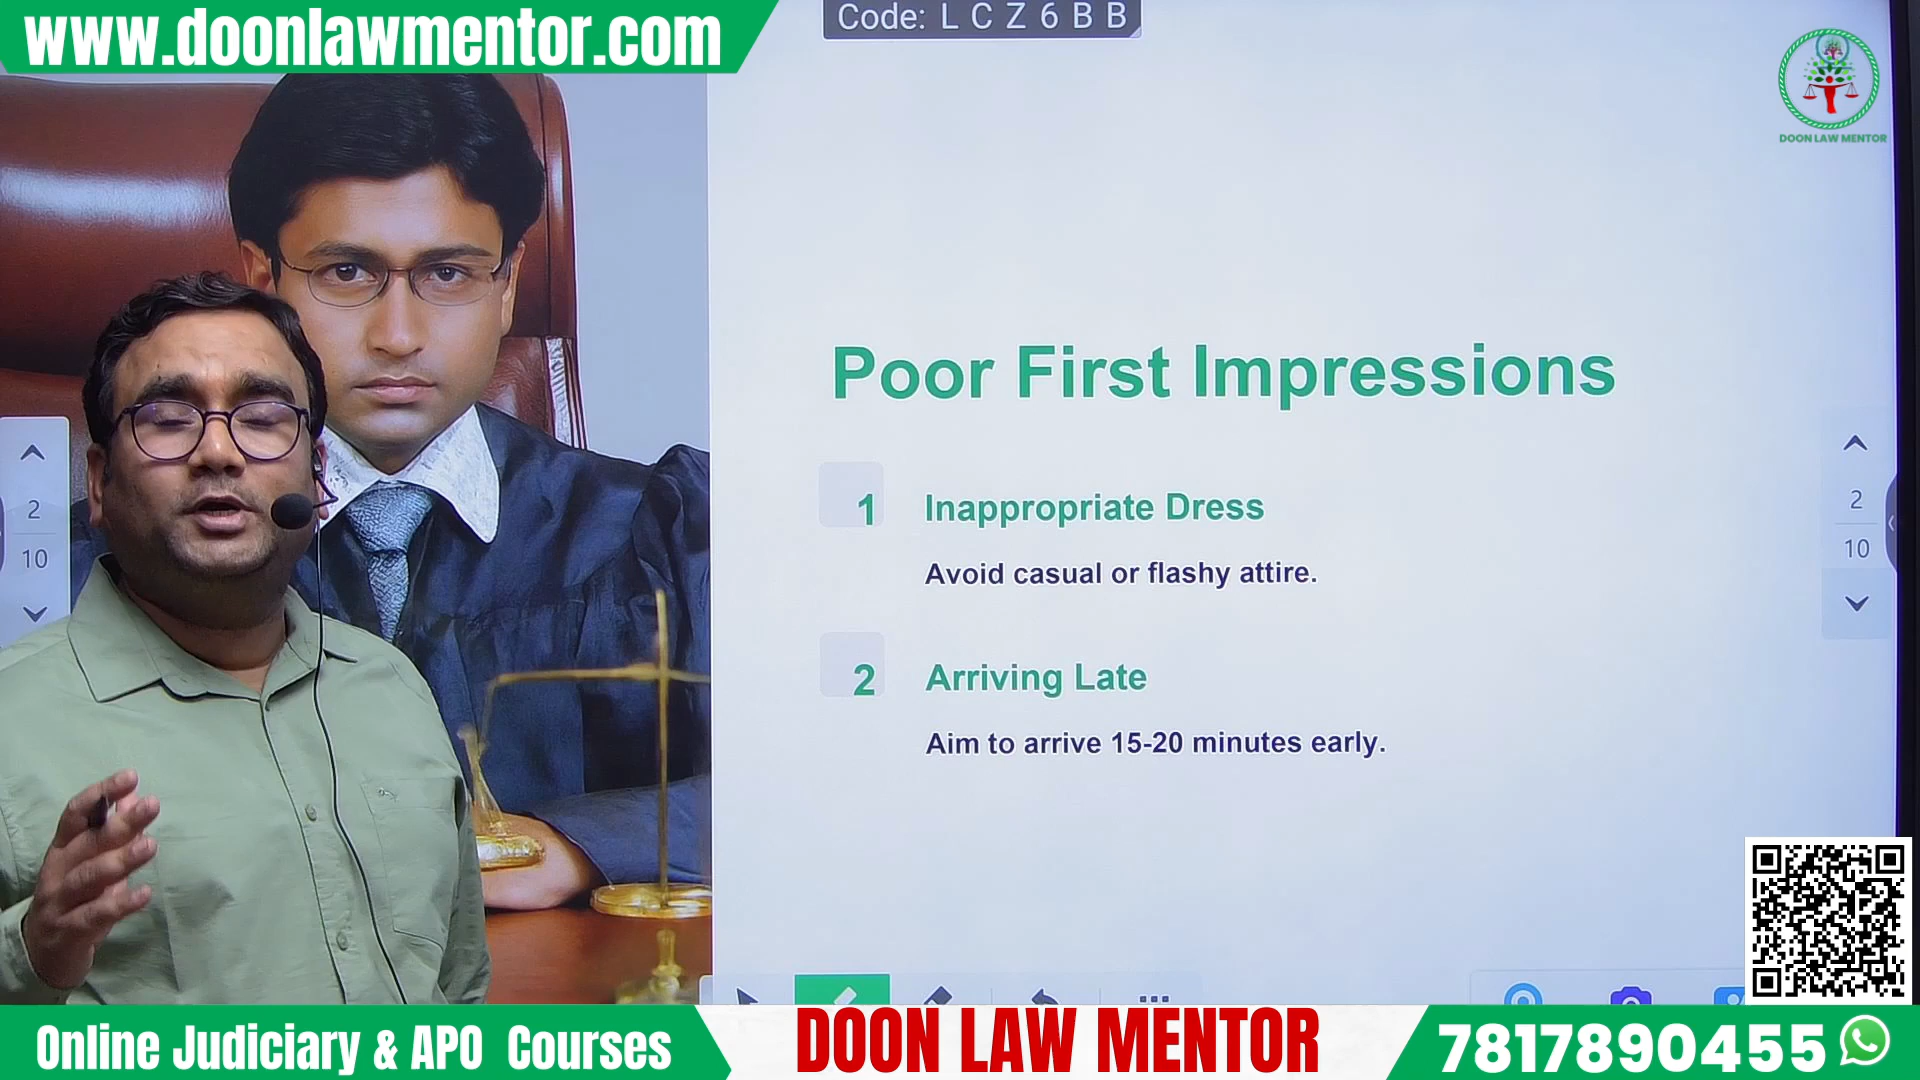 www.doonlawmentor.com
Code: L C Z 6 B B
DOON LAW MENTOR
Poor First Impressions
1 Inappropriate Dress
Avoid casual or flashy attire.
2 Arriving Late
Aim to arrive 15-20 minutes early.
2
10
2
10
Online Judiciary & APO Courses
DOON LAW MENTOR
7817890455